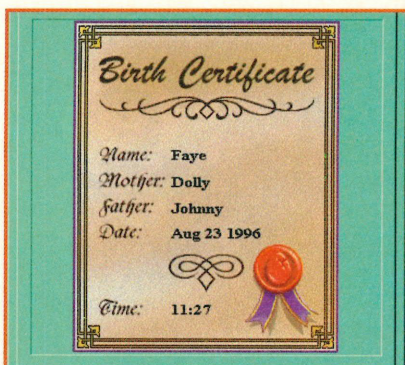 Birth Certificate
Name: Faye
Mother: Dolly
Father: Johnny
Date: Aug 23 1996
Time: 11:27